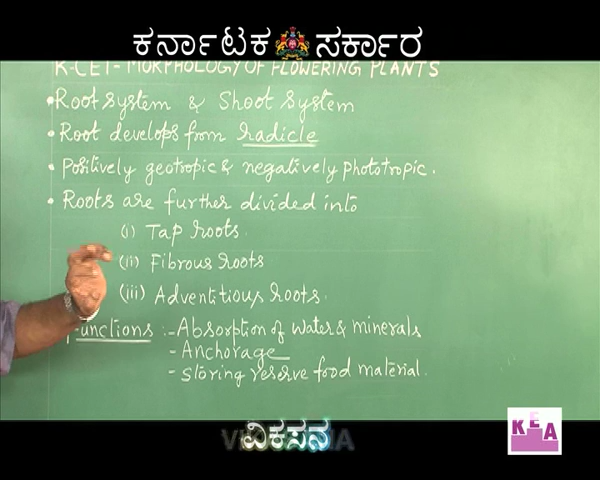 ಕರ್ನಾಟಕ ಸರ್ಕಾರ
K-CET - MORPHOLOGY OF FLOWERING PLANTS
• Root system & Shoot system
• Root develops from radicle
• Positively geotropic & negatively phototropic.
• Roots are further divided into
(i) Tap roots.
(ii) Fibrous roots
(iii) Adventitious roots.
Functions :- Absorption of water & minerals
- Anchorage
- Storing reserve food material.
ವಿಕಸನ
KEA